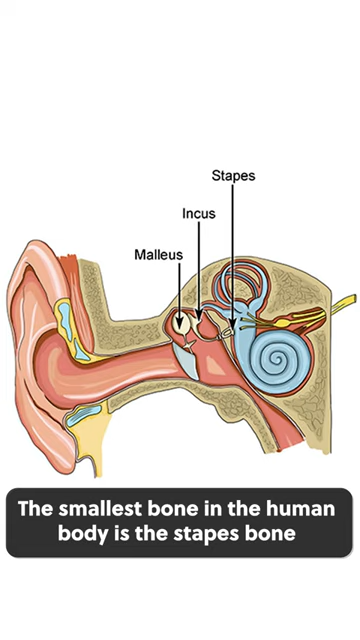 Stapes
Incus
Malleus
The smallest bone in the human
body is the stapes bone